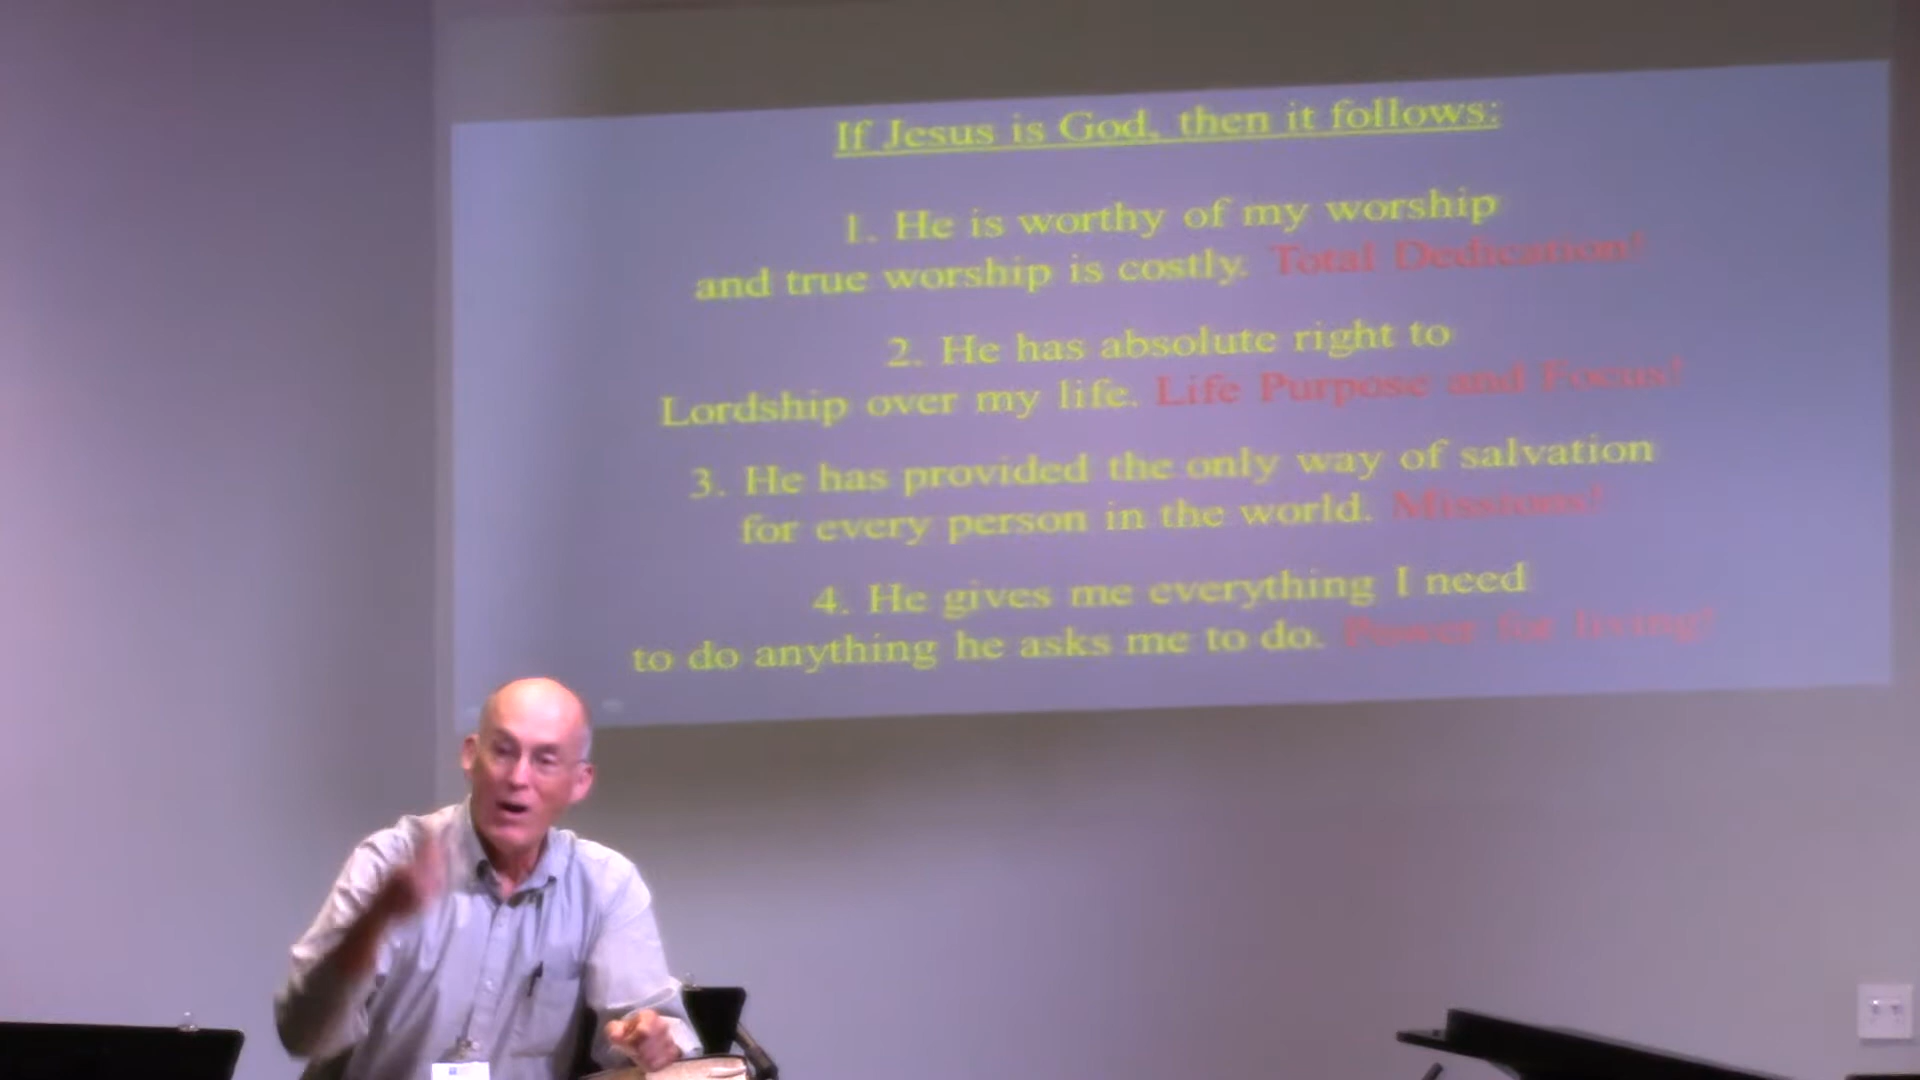 If Jesus is God, then it follows:
1. He is worthy of my worship
and true worship is costly. Total Dedication!
2. He has absolute right to
Lordship over my life. Life Purpose and Focus!
3. He has provided the only way of salvation
for every person in the world. Missions!
4. He gives me everything I need
to do anything he asks me to do. Power for living!